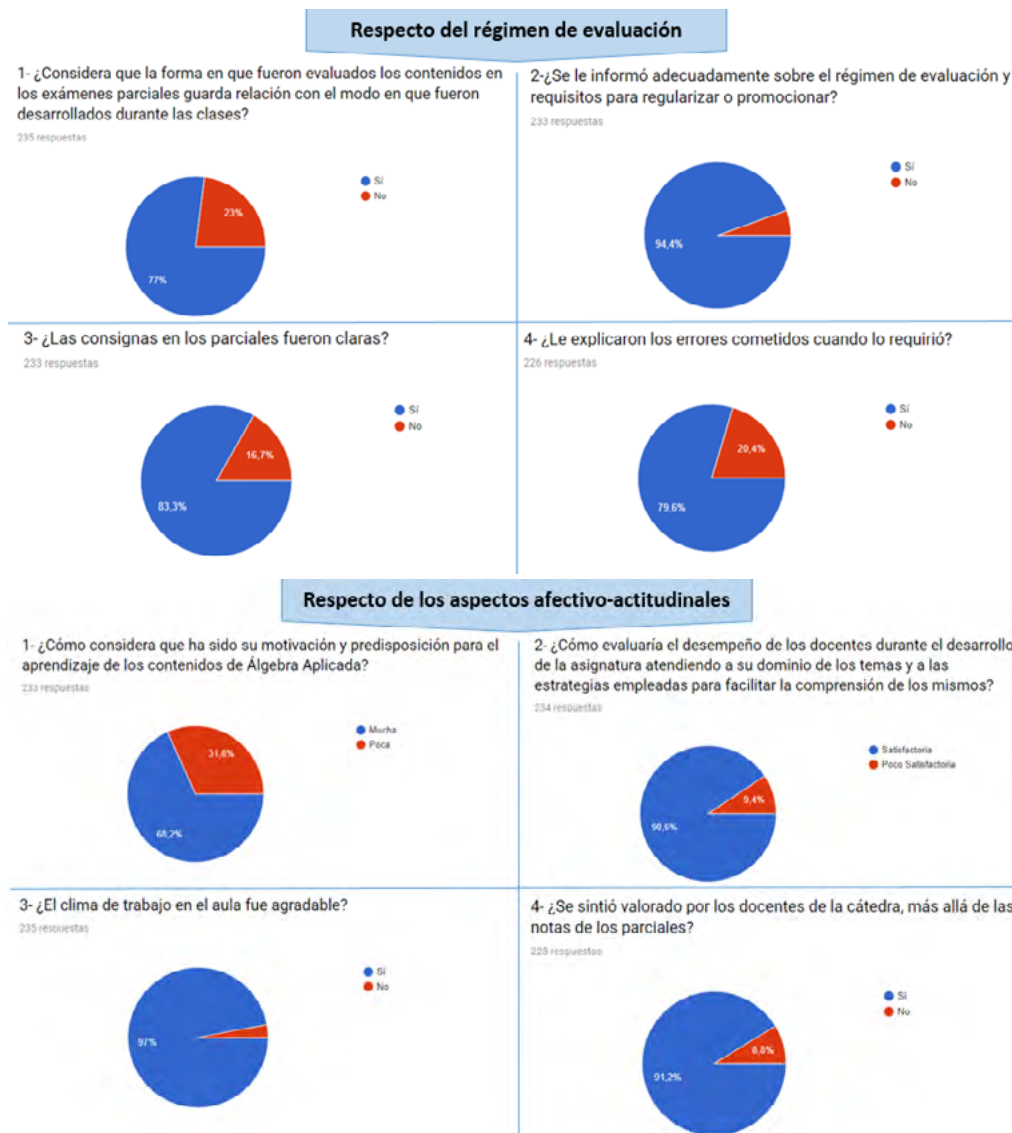 Respecto del régimen de evaluación
1- ¿Considera que la forma en que fueron evaluados los contenidos en
los exámenes parciales guarda relación con el modo en que fueron
desarrollados durante las clases?
235 respuestas
Sí
No
23%
77%
2-¿Se le informó adecuadamente sobre el régimen de evaluación y
requisitos para regularizar o promocionar?
233 respuestas
Sí
No
94,4%
3- ¿Las consignas en los parciales fueron claras?
233 respuestas
Sí
No
16,7%
83,3%
4- ¿Le explicaron los errores cometidos cuando lo requirió?
226 respuestas
Sí
No
20,4%
79,6%
Respecto de los aspectos afectivo-actitudinales
1- ¿Cómo considera que ha sido su motivación y predisposición para el
aprendizaje de los contenidos de Álgebra Aplicada?
233 respuestas
Mucha
Poca
31,8%
68,2%
2- ¿Cómo evaluaría el desempeño de los docentes durante el desarrollo
de la asignatura atendiendo a su dominio de los temas y a las
estrategias empleadas para facilitar la comprensión de los mismos?
234 respuestas
Satisfactoria
Poco Satisfactoria
9,4%
90,6%
3- ¿El clima de trabajo en el aula fue agradable?
235 respuestas
Sí
No
97%
4- ¿Se sintió valorado por los docentes de la cátedra, más allá de las
notas de los parciales?
228 respuestas
Sí
No
8,8%
91,2%